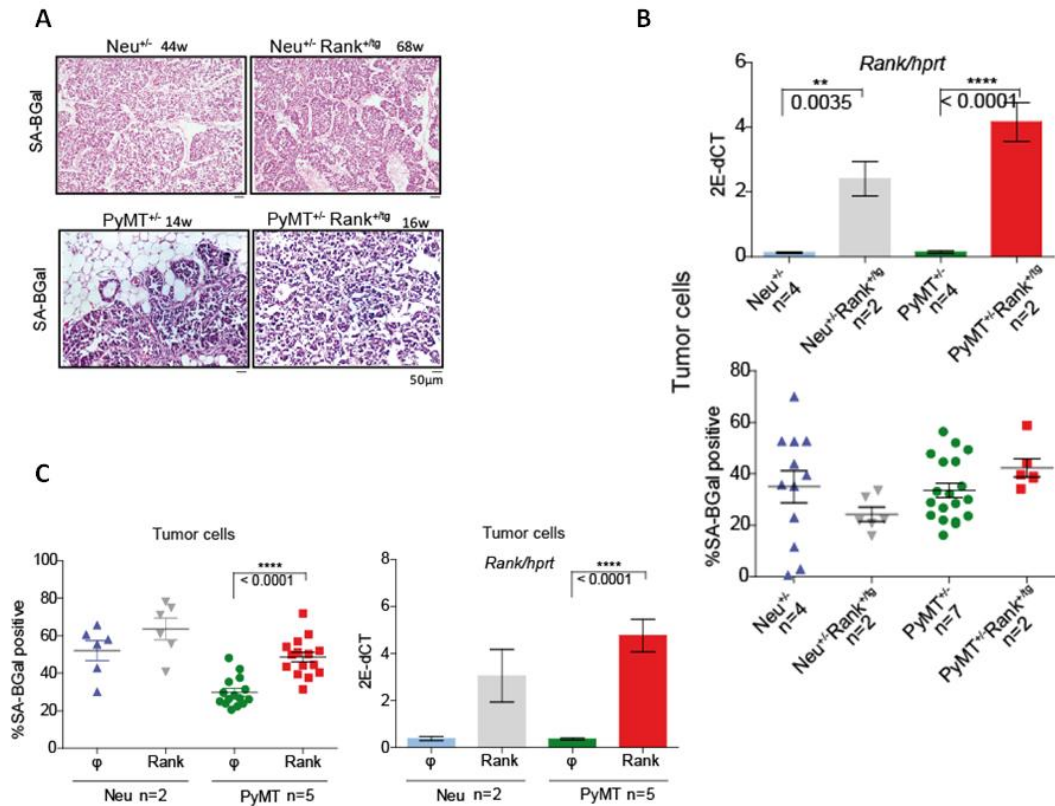 A
Neu+/- 44w
Neu+/- Rank+/tg 68w
SA-BGal
PyMT+/- 14w
PyMT+/- Rank+/tg 16w
SA-BGal
50µm
B
Rank/hprt
**
0.0035
****
< 0.0001
2E-dCT
6
4
2
0
Neu+/-
n=4
Neu+/-Rank+/tg
n=2
PyMT+/-
n=4
PyMT+/-Rank+/tg
n=2
Tumor cells
%SA-BGal positive
80
60
40
20
0
Neu+/-
n=4
Neu+/-Rank+/tg
n=2
PyMT+/-
n=7
PyMT+/-Rank+/tg
n=2
C
Tumor cells
****
< 0.0001
%SA-BGal positive
100
80
60
40
20
0
φ
Rank
φ
Rank
Neu n=2
PyMT n=5
Tumor cells
Rank/hprt
****
< 0.0001
2E-dCT
8
6
4
2
0
φ
Rank
φ
Rank
Neu n=2
PyMT n=5